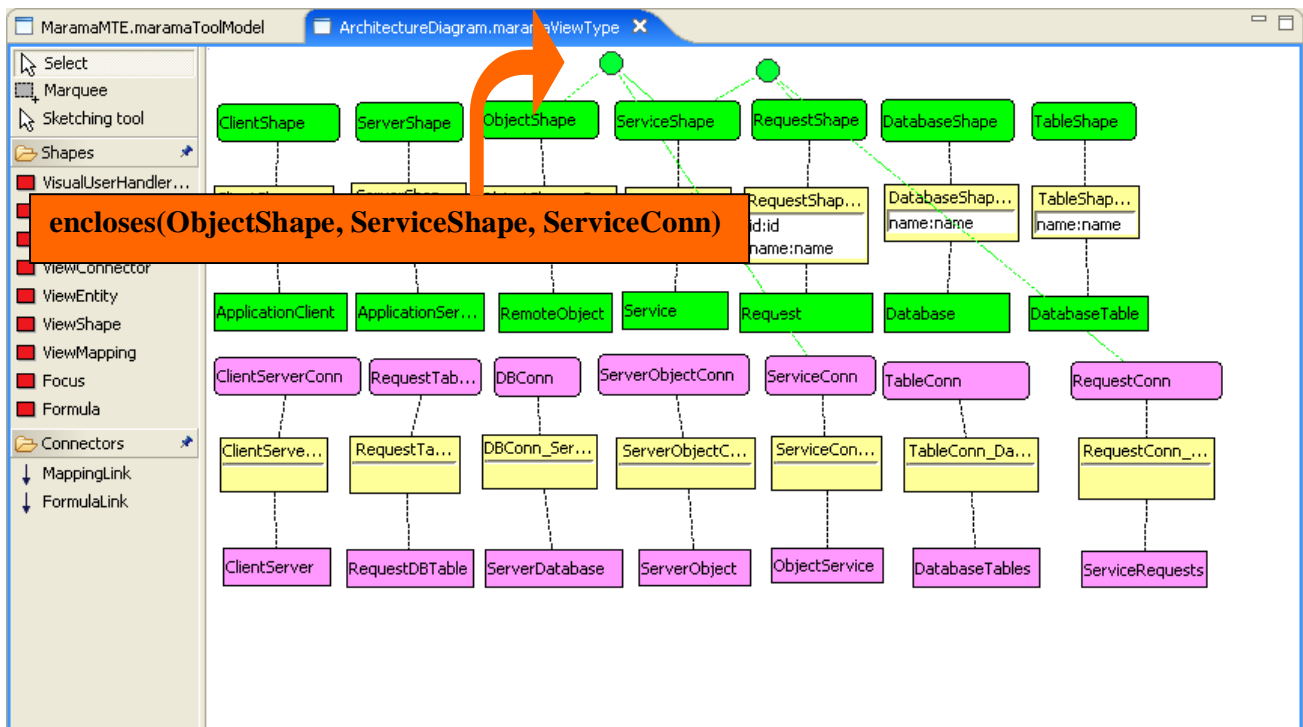 MaramaMTE.maramaToolModel
ArchitectureDiagram.maramaViewType
Select
Marquee
Sketching tool
Shapes
VisualUserHandler...
ViewConnector
ViewEntity
ViewShape
ViewMapping
Focus
Formula
Connectors
MappingLink
FormulaLink
ClientShape
ServerShape
ObjectShape
ServiceShape
RequestShape
DatabaseShape
TableShape
encloses(ObjectShape, ServiceShape, ServiceConn)
RequestShap...
id:id
name:name
DatabaseShap...
name:name
TableShap...
name:name
ApplicationClient
ApplicationSer...
RemoteObject
Service
Request
Database
DatabaseTable
ClientServerConn
RequestTab...
DBConn
ServerObjectConn
ServiceConn
TableConn
RequestConn
ClientServe...
RequestTa...
DBConn_Ser...
ServerObjectC...
ServiceCon...
TableConn_Da...
RequestConn_...
ClientServer
RequestDBTable
ServerDatabase
ServerObject
ObjectService
DatabaseTables
ServiceRequests